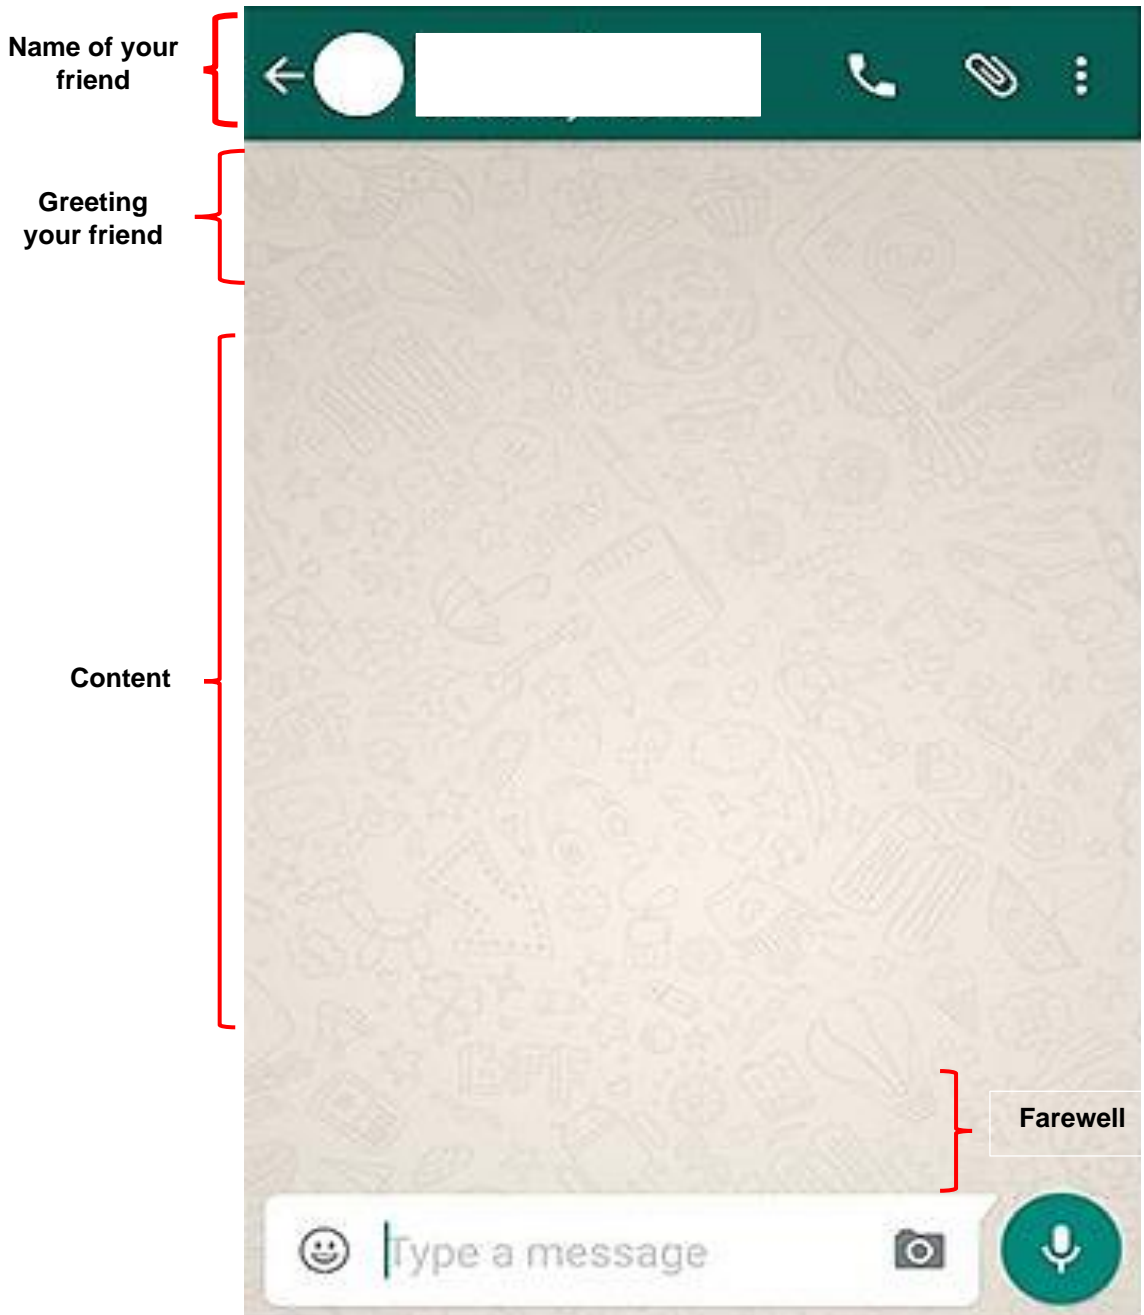 Name of your
friend
Greeting
your friend
Content
Farewell
Type a message